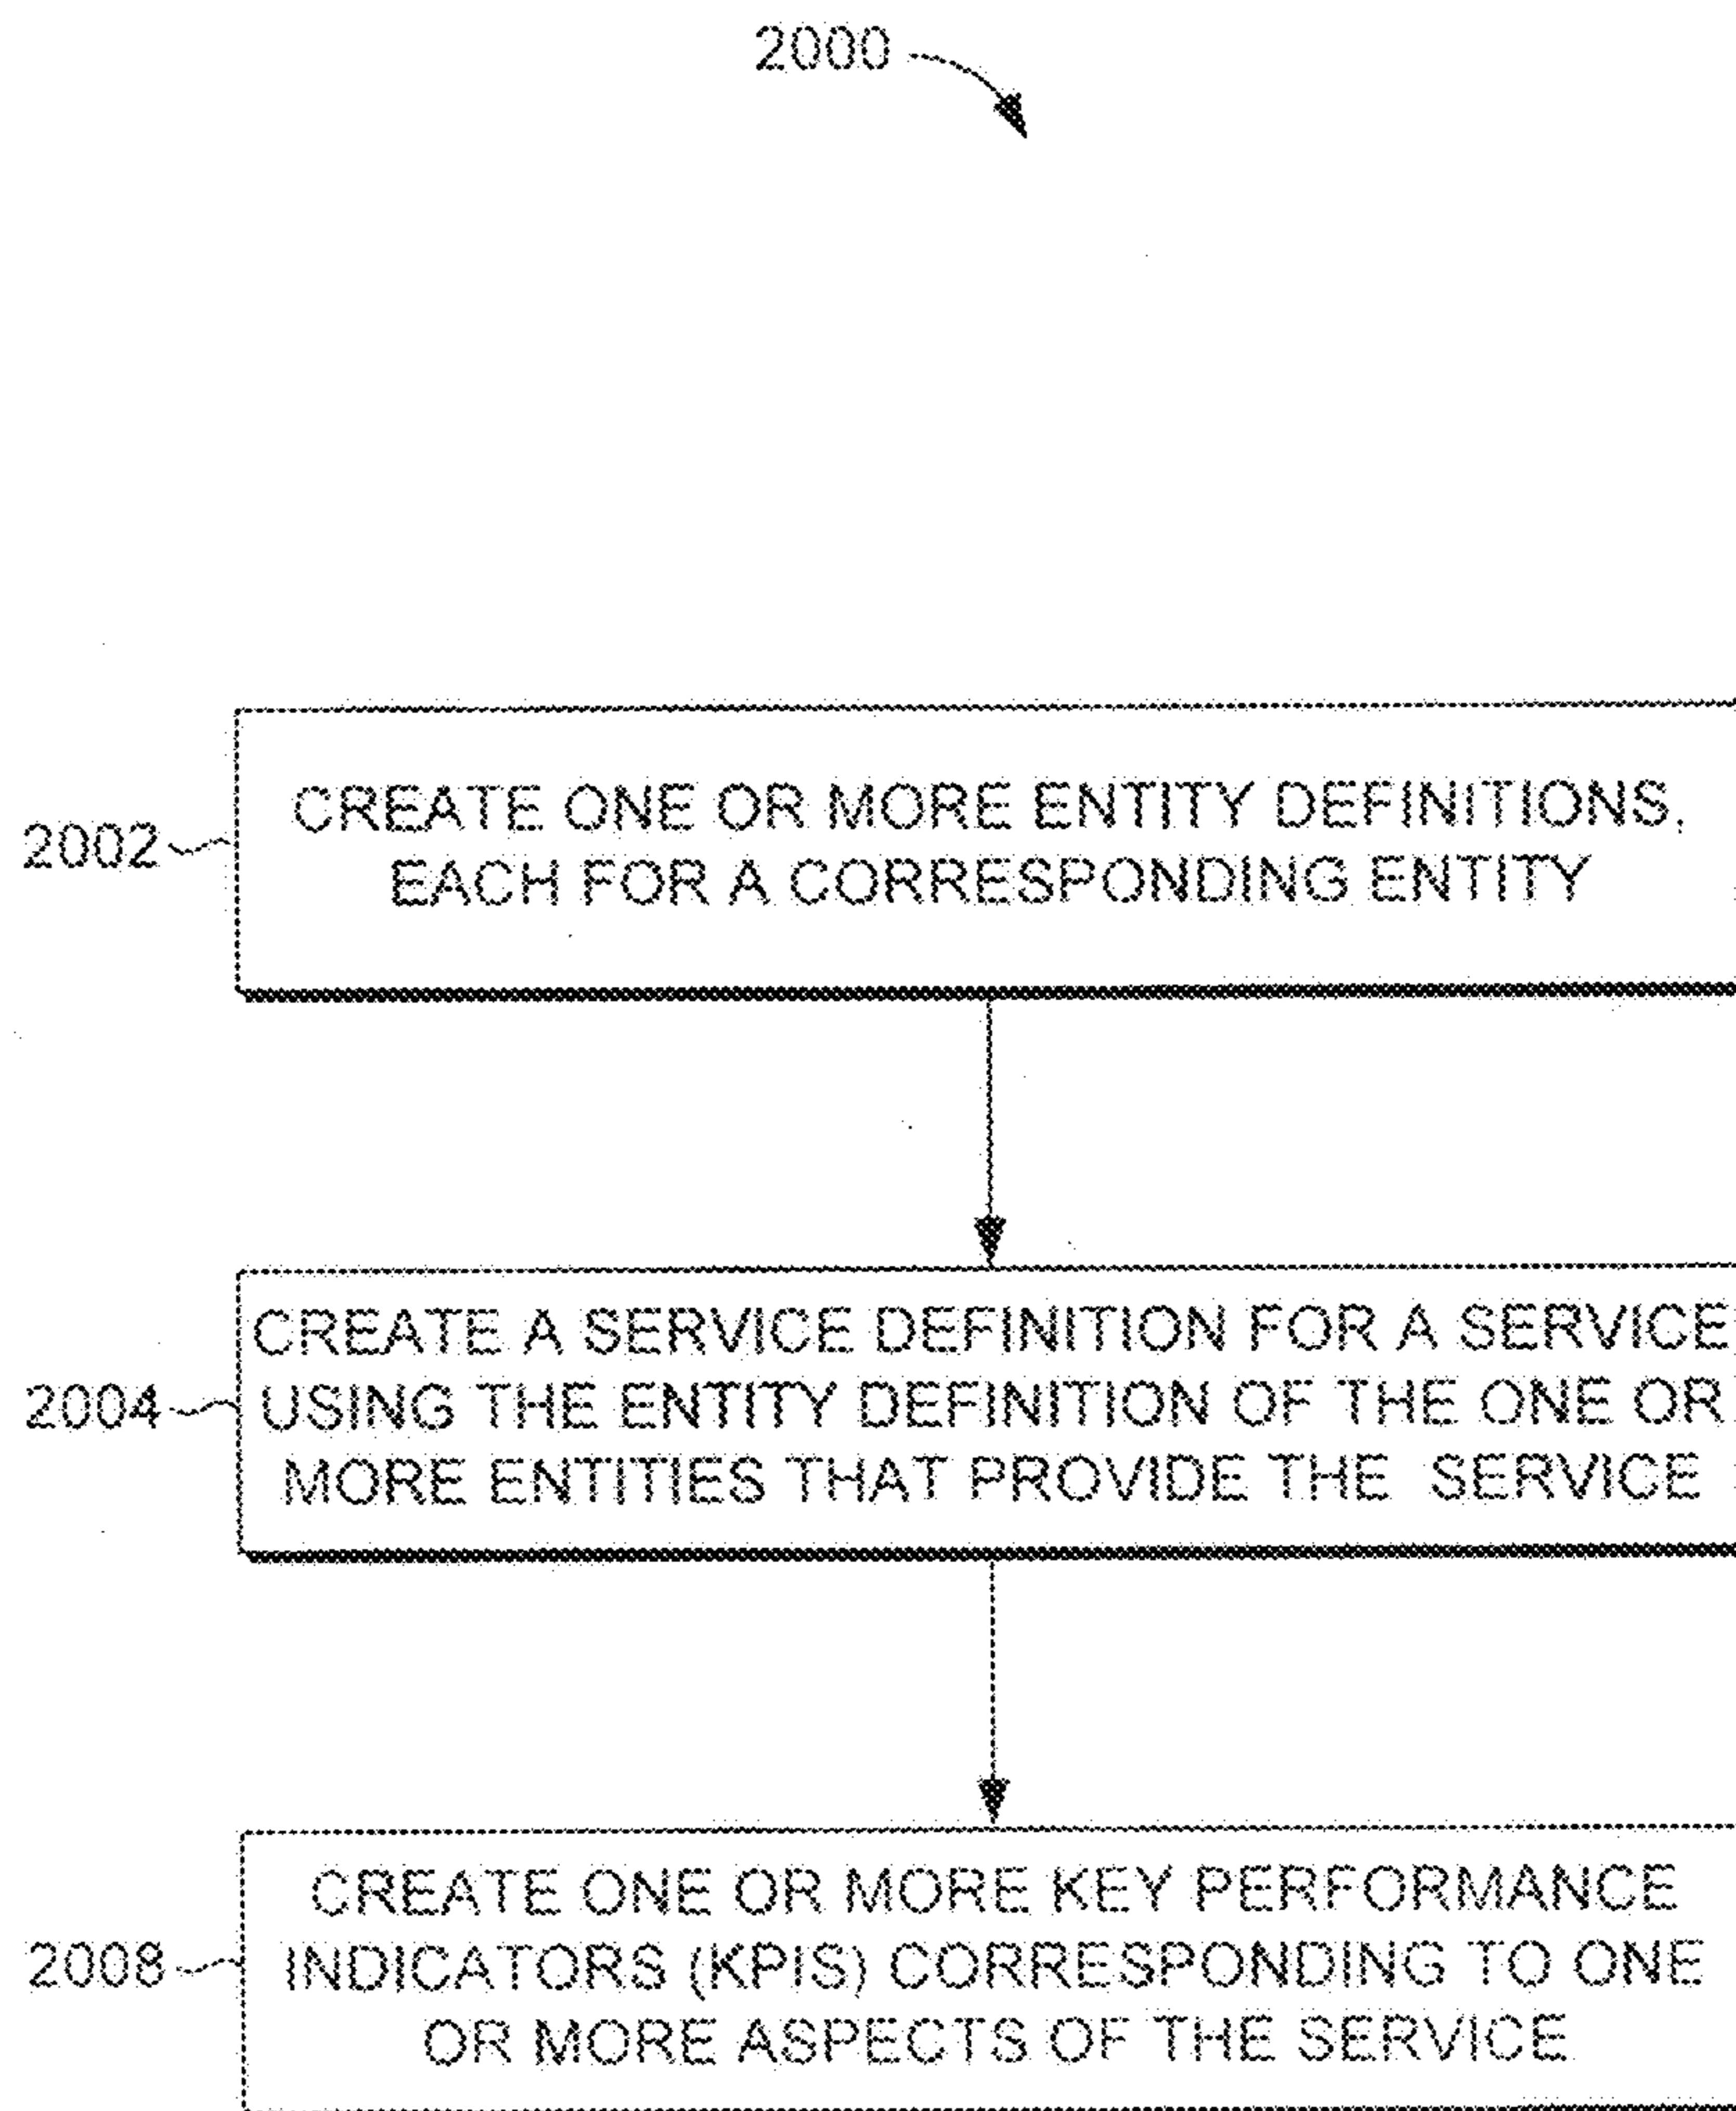 2000
2002
CREATE ONE OR MORE ENTITY DEFINITIONS,
EACH FOR A CORRESPONDING ENTITY
2004
CREATE A SERVICE DEFINITION FOR A SERVICE
USING THE ENTITY DEFINITION OF THE ONE OR
MORE ENTITIES THAT PROVIDE THE SERVICE
2008
CREATE ONE OR MORE KEY PERFORMANCE
INDICATORS (KPIS) CORRESPONDING TO ONE
OR MORE ASPECTS OF THE SERVICE